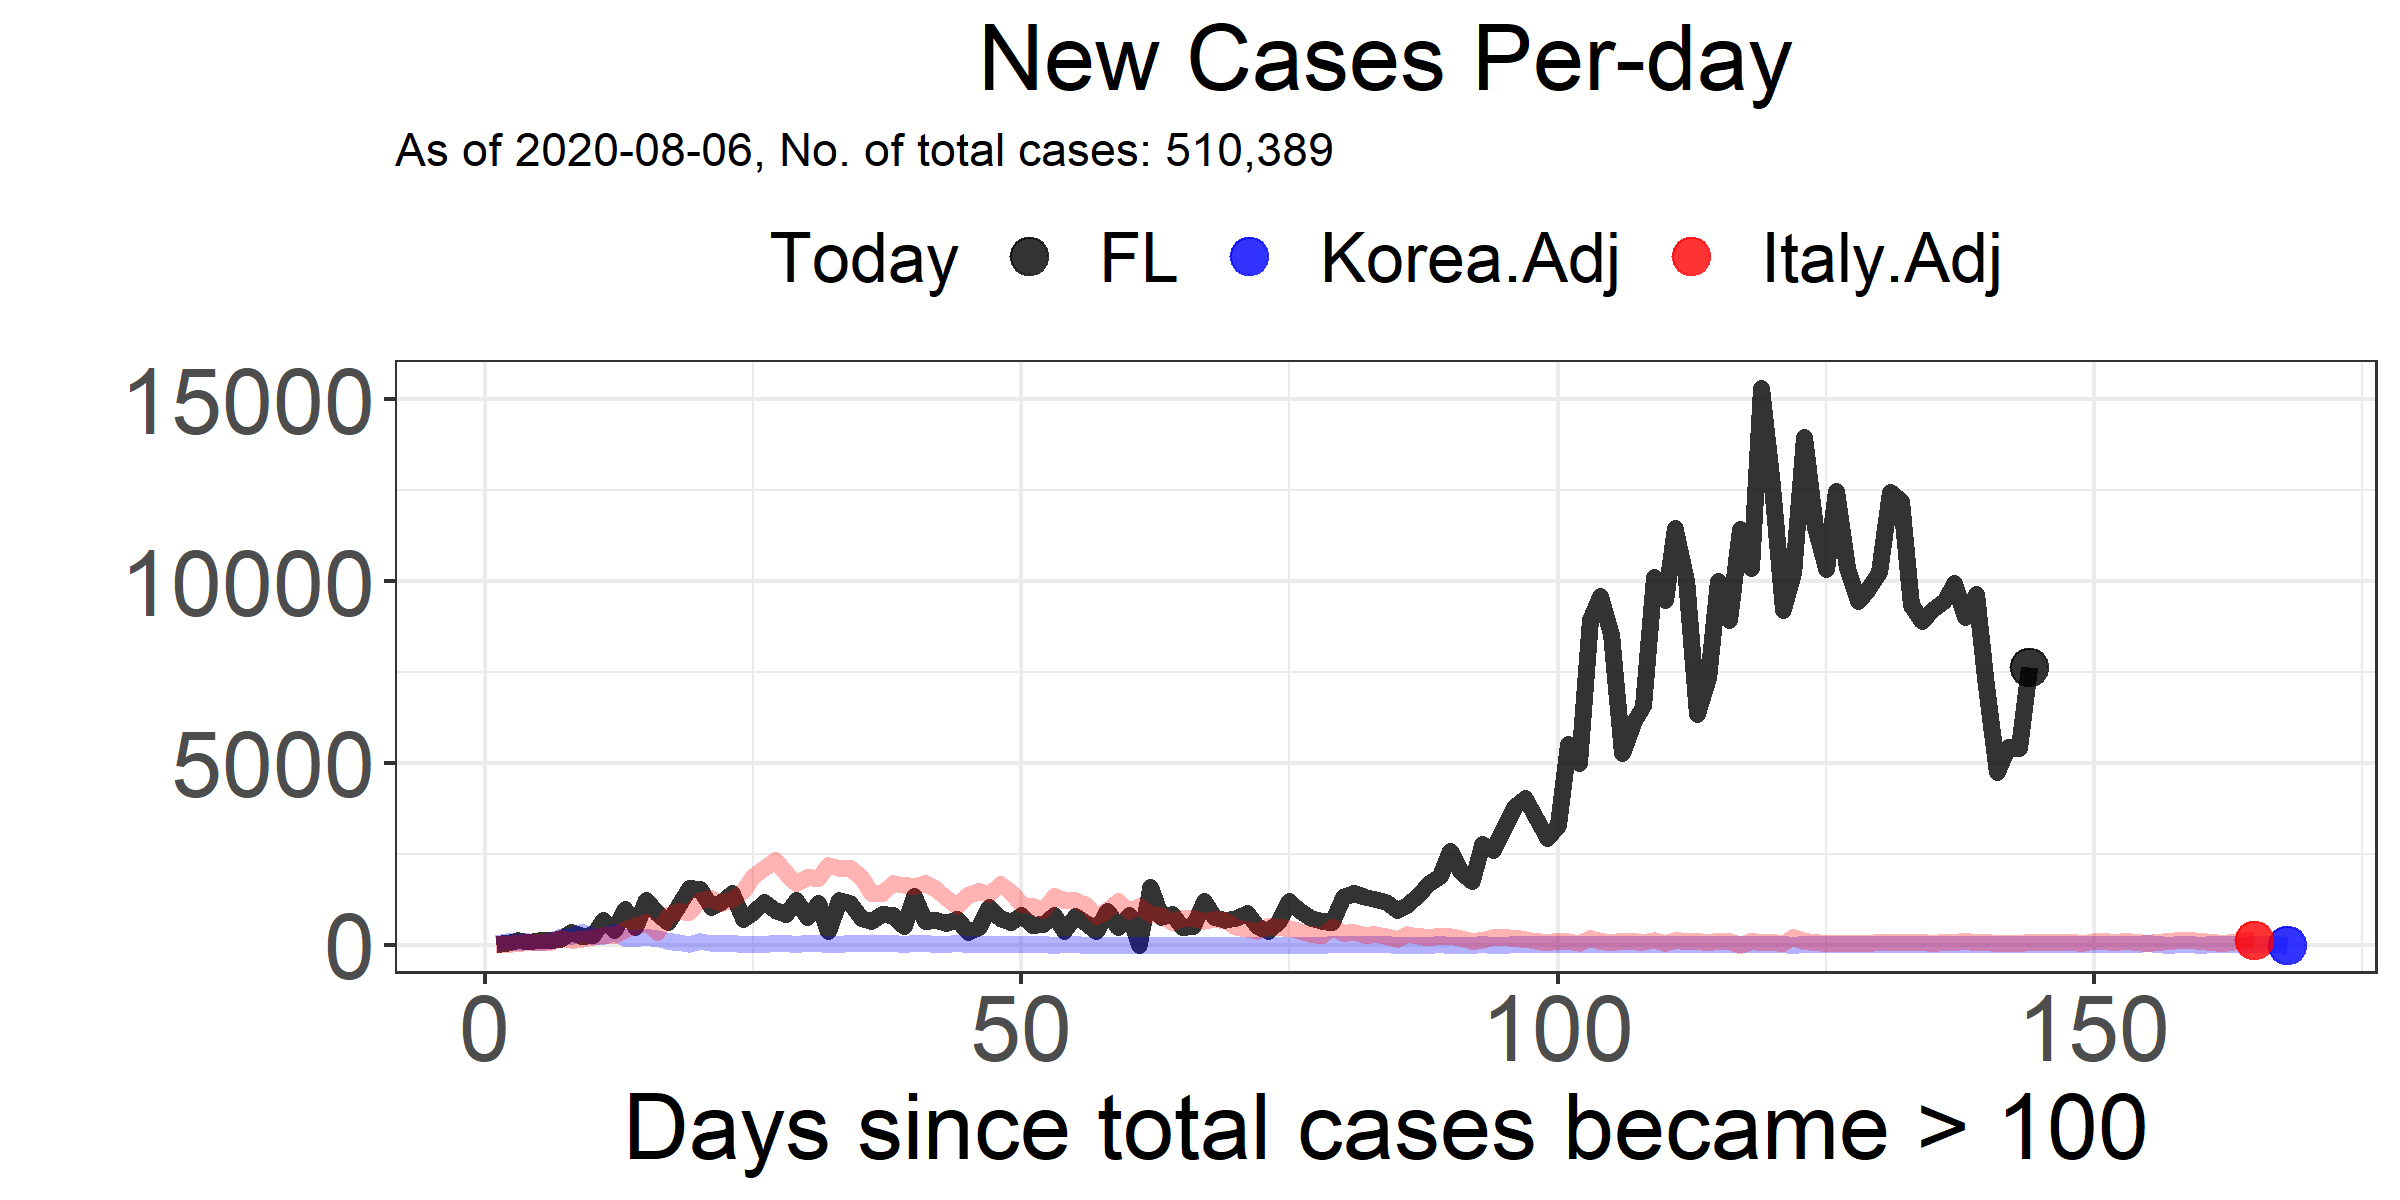 New Cases Per-day
As of 2020-08-06, No. of total cases: 510,389
Today FL Korea.Adj Italy.Adj
15000
10000
5000
0
0 50 100 150
Days since total cases became > 100